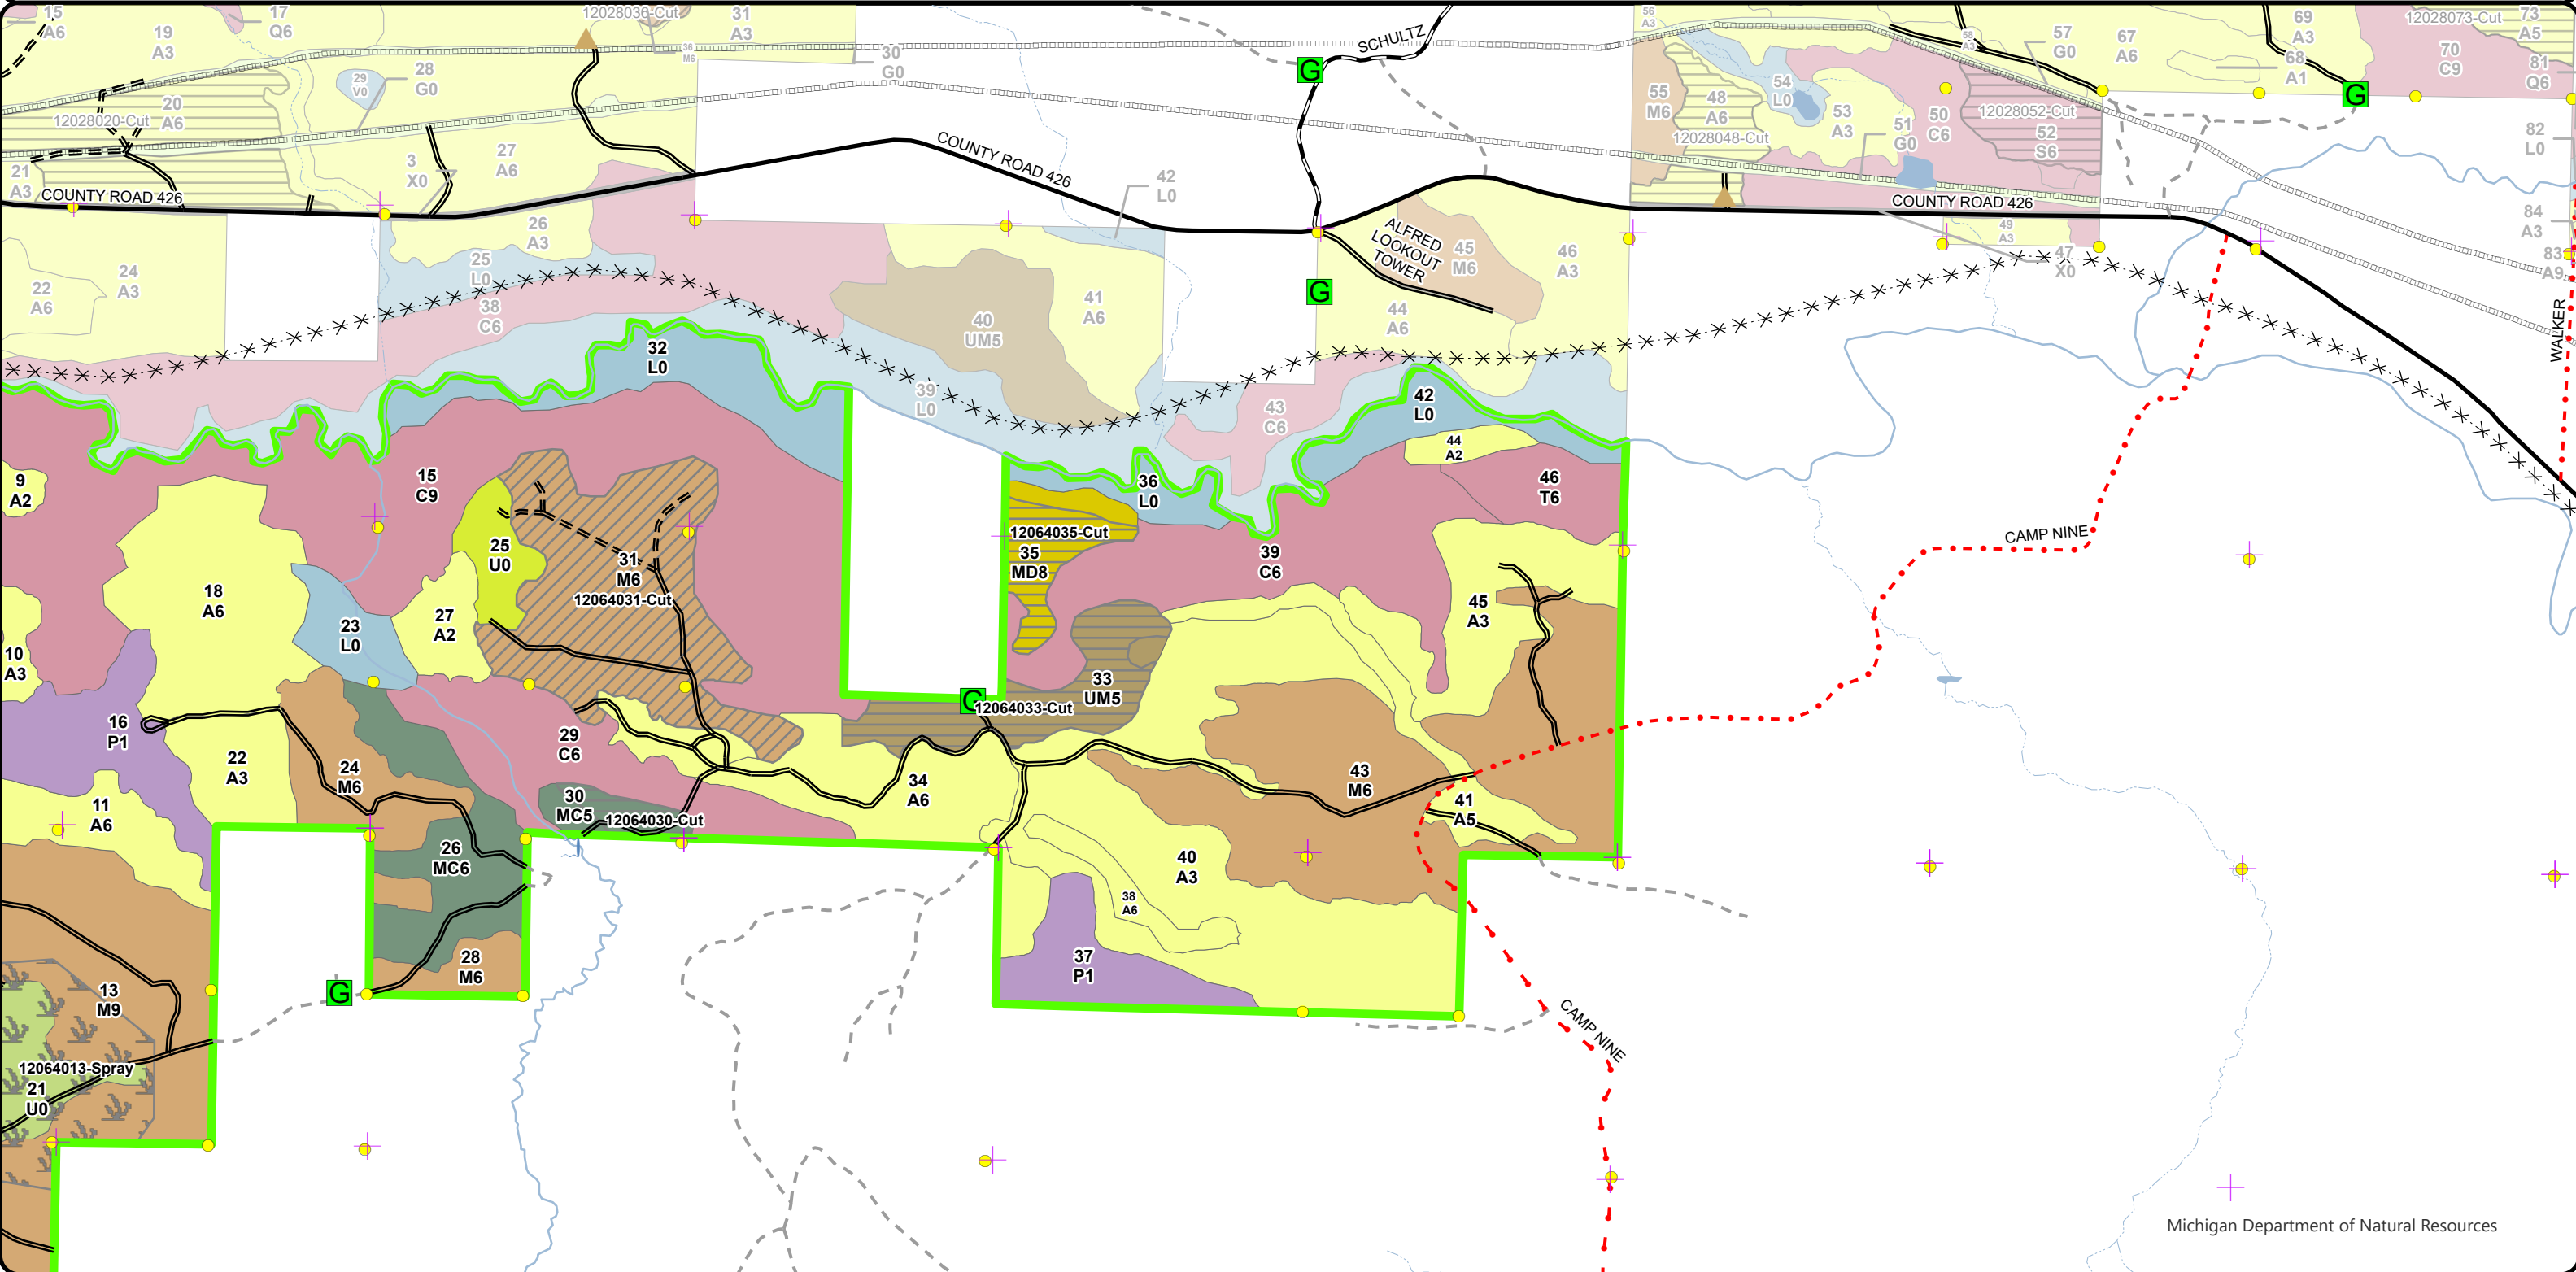 15
A6
17
Q6
12028036-Cut
31
A3
19
A3
36
M6
30
G0
SCHULTZ
56
A3
58
A3
57
G0
67
A6
69
A3
12028073-Cut
73
A5
70
C9
68
A1
81
Q6
29
V0
28
G0
20
A6
12028020-Cut
G
G
55
M6
48
A6
12028048-Cut
54
L0
53
A3
51
G0
50
C6
12028052-Cut
52
S6
82
L0
21
A3
3
X0
27
A6
COUNTY ROAD 426
COUNTY ROAD 426
42
L0
COUNTY ROAD 426
84
A3
83
A9
26
A3
25
L0
24
A3
22
A6
38
C6
40
UM5
41
A6
ALFRED
LOOKOUT
TOWER
45
M6
46
A3
G
44
A6
49
A3
47
X0
WALKER
32
L0
39
L0
43
C6
42
L0
44
A2
9
A2
15
C9
36
L0
46
T6
12064035-Cut
35
MD8
39
C6
CAMP NINE
25
U0
31
M6
12064031-Cut
18
A6
23
L0
27
A2
45
A3
10
A3
33
UM5
G
12064033-Cut
16
P1
22
A3
24
M6
29
C6
34
A6
43
M6
30
MC5
12064030-Cut
41
A5
11
A6
26
MC6
40
A3
38
A6
37
P1
28
M6
G
13
M9
CAMP NINE
12064013-Spray
21
U0
Michigan Department of Natural Resources